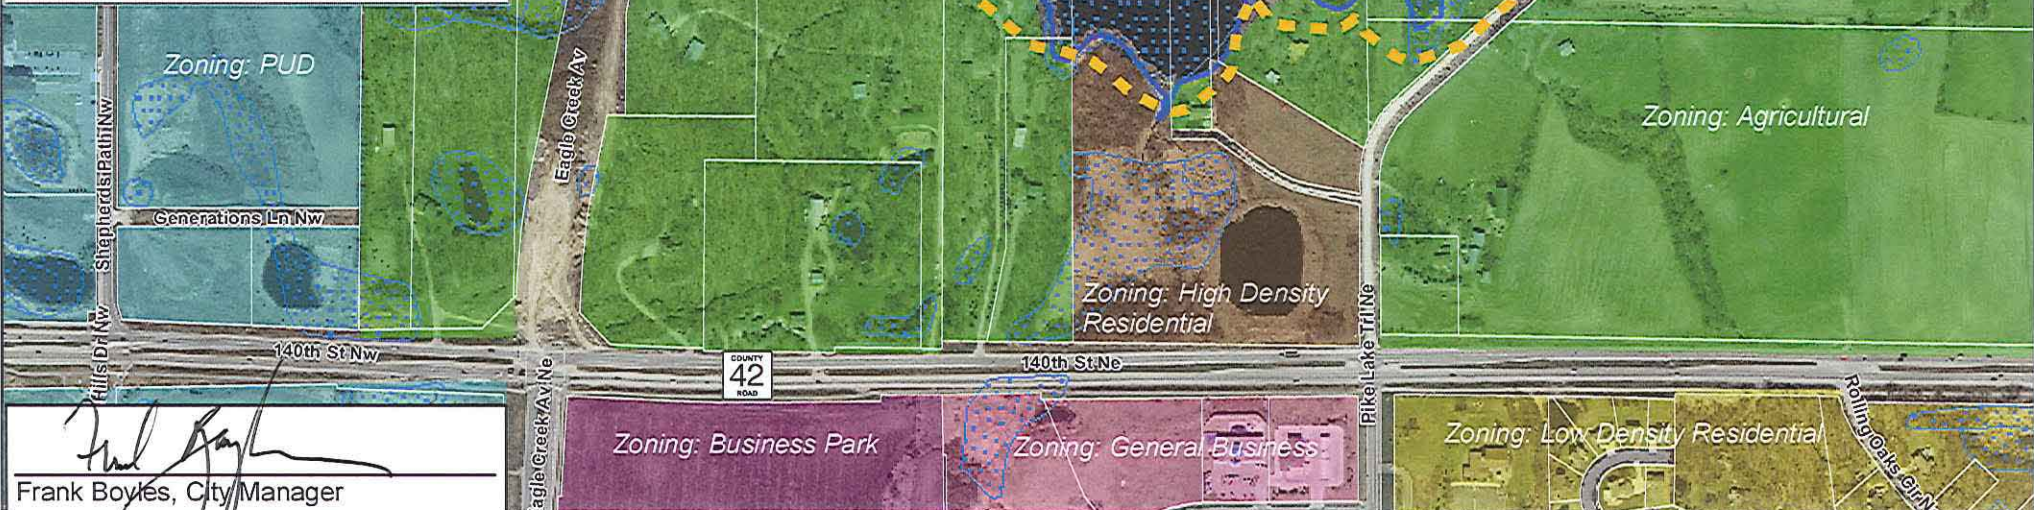 Zoning: PUD
Eagle Creek Av
Zoning: Agricultural
Shepherds Path Nw
Generations Ln Nw
Zoning: High Density
Residential
Pike Lake Trl Ne
Hills Dr Nw
140th St Nw
COUNTY
42
ROAD
140th St Ne
Eagle Creek Av Ne
Zoning: Business Park
Zoning: General Business
Zoning: Low Density Residential
Rolling Oaks Cir N
Frank Boyles, City Manager